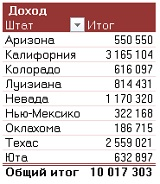 Доход
Штат Итог
Аризона 550 550
Калифорния 3 165 104
Колорадо 616 097
Луизиана 814 431
Невада 1 170 320
Нью-Мексико 322 168
Оклахома 186 715
Техас 2 559 021
Юта 632 897
Общий итог 10 017 303